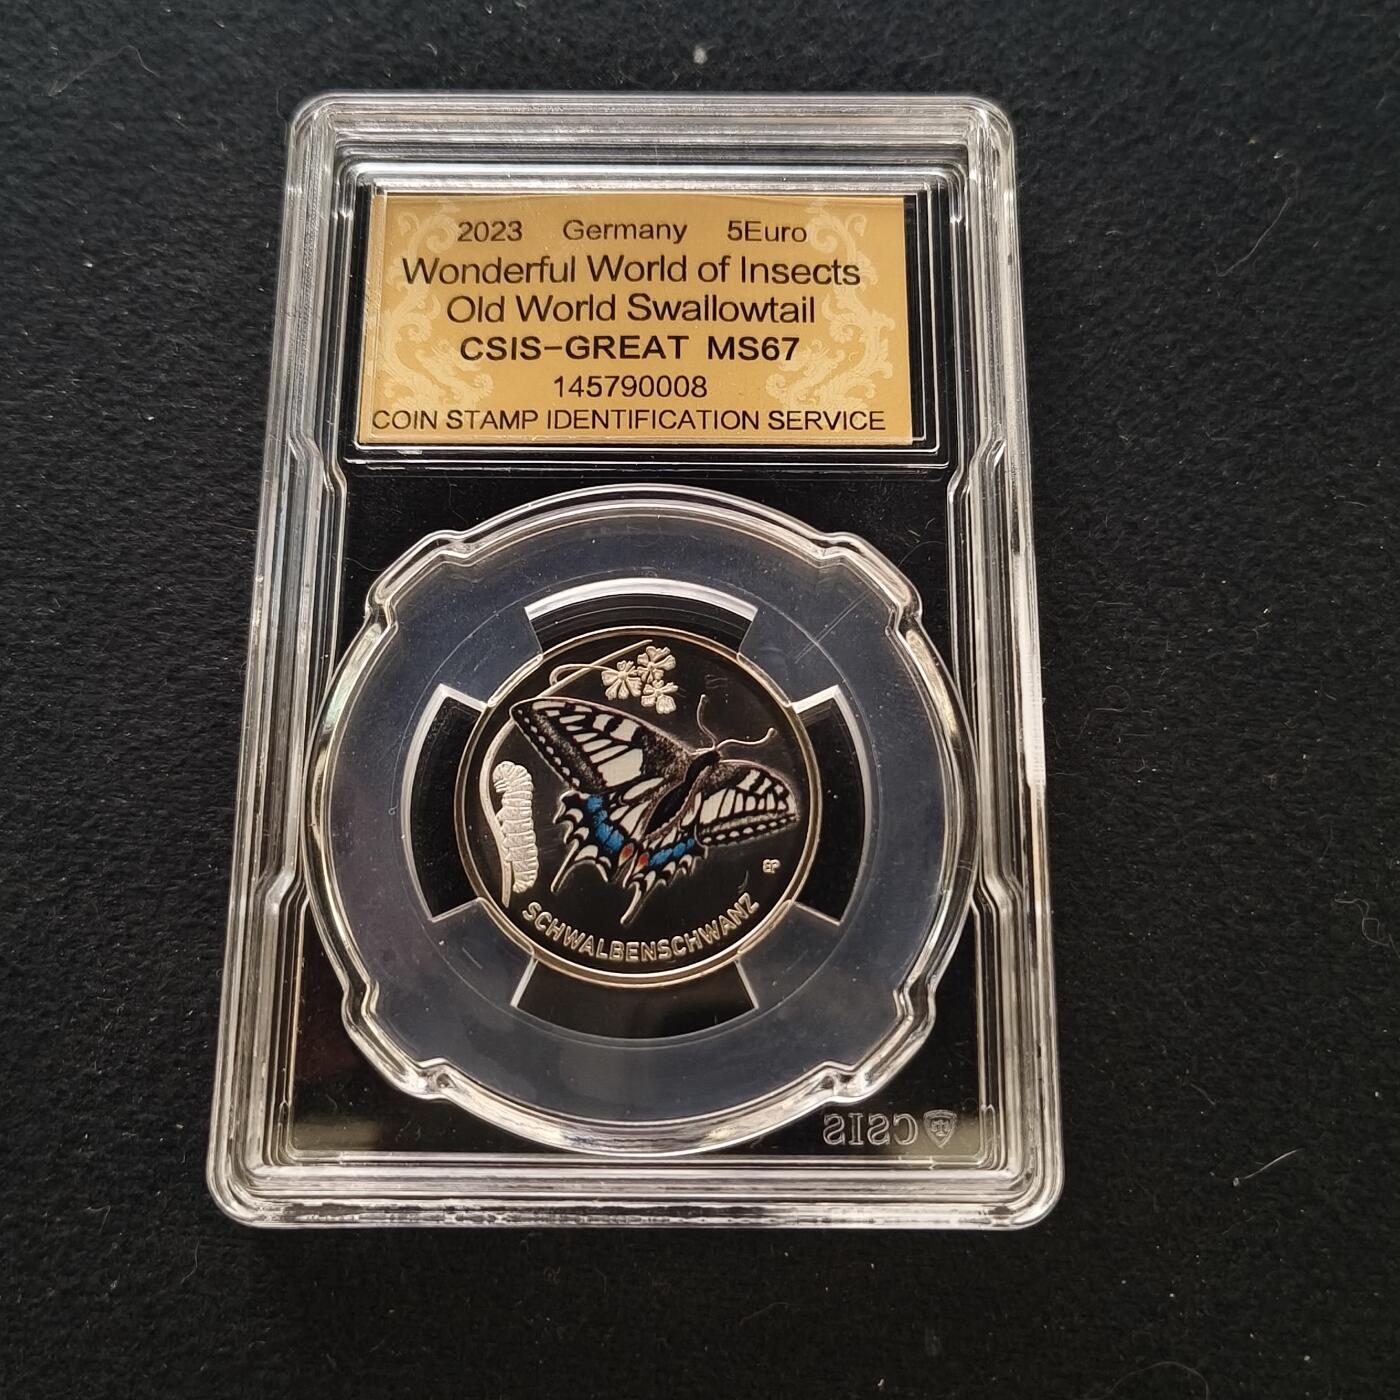 2023 Germany 5Euro
Wonderful World of Insects
Old World Swallowtail
CSIS-GREAT MS67
145790008
COIN STAMP IDENTIFICATION SERVICE
SCHWALBENSCHWANZ
CSIS